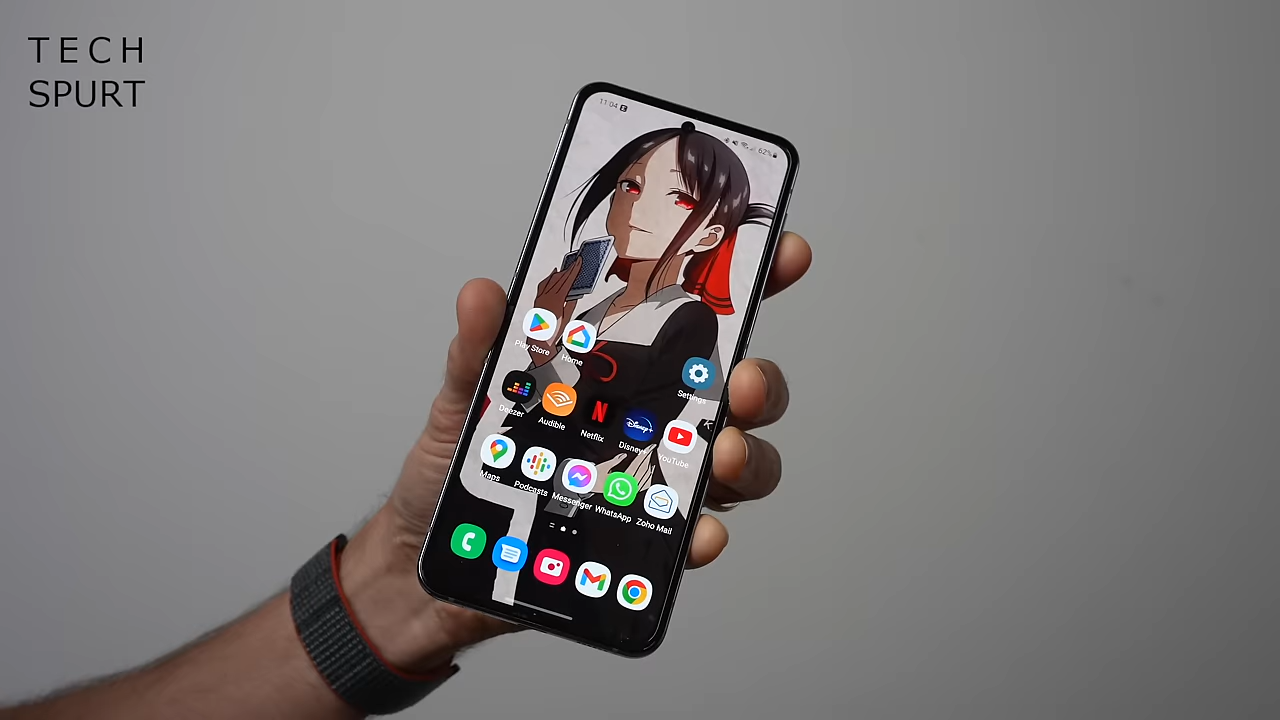 TECH
SPURT
11:04
62%
Play Store
Home
Settings
Deezer
Audible
Netflix
Disney+
YouTube
Maps
Podcasts
Messenger
WhatsApp
Zoho Mail